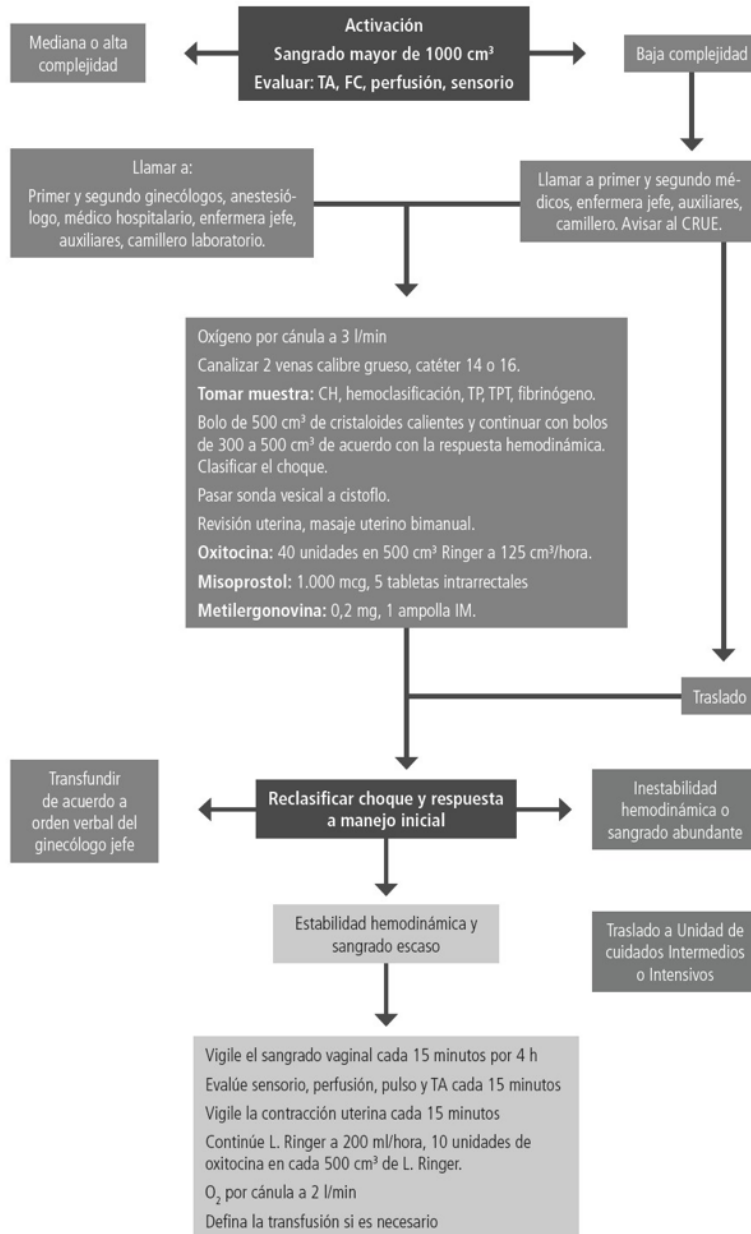 Activación
Sangrado mayor de 1000 cm³
Evaluar: TA, FC, perfusión, sensorio
Mediana o alta
complejidad
Baja complejidad
Llamar a:
Primer y segundo ginecólogos, anestesió-
logo, médico hospitalario, enfermera jefe,
auxiliares, camillero laboratorio.
Llamar a primer y segundo mé-
dicos, enfermera jefe, auxiliares,
camillero. Avisar al CRUE.
Oxígeno por cánula a 3 l/min
Canalizar 2 venas calibre grueso, catéter 14 o 16.
Tomar muestra: CH, hemoclasificación, TP, TPT, fibrinógeno.
Bolo de 500 cm³ de cristaloides calientes y continuar con bolos
de 300 a 500 cm³ de acuerdo con la respuesta hemodinámica.
Clasificar el choque.
Pasar sonda vesical a cistoflo.
Revisión uterina, masaje uterino bimanual.
Oxitocina: 40 unidades en 500 cm³ Ringer a 125 cm³/hora.
Misoprostol: 1.000 mcg, 5 tabletas intrarrectales
Metilergonovina: 0,2 mg, 1 ampolla IM.
Traslado
Transfundir
de acuerdo a
orden verbal del
ginecólogo jefe
Reclasificar choque y respuesta
a manejo inicial
Inestabilidad
hemodinámica o
sangrado abundante
Estabilidad hemodinámica y
sangrado escaso
Traslado a Unidad de
cuidados Intermedios
o Intensivos
Vigile el sangrado vaginal cada 15 minutos por 4 h
Evalúe sensorio, perfusión, pulso y TA cada 15 minutos
Vigile la contracción uterina cada 15 minutos
Continúe L. Ringer a 200 ml/hora, 10 unidades de
oxitocina en cada 500 cm³ de L. Ringer.
O₂ por cánula a 2 l/min
Defina la transfusión si es necesario